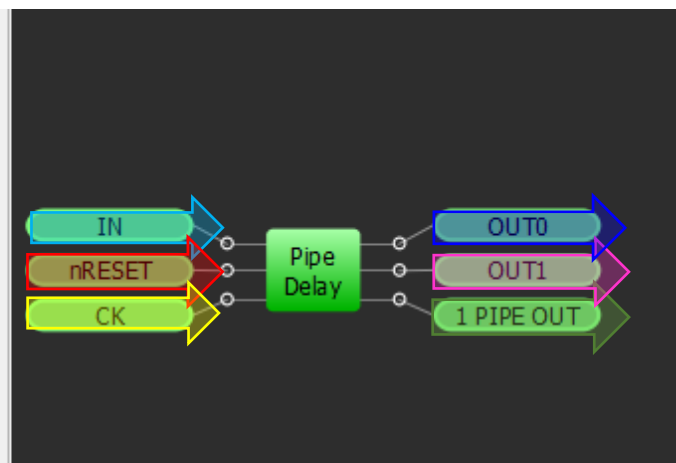 IN
nRESET
CK
Pipe
Delay
OUT0
OUT1
1 PIPE OUT